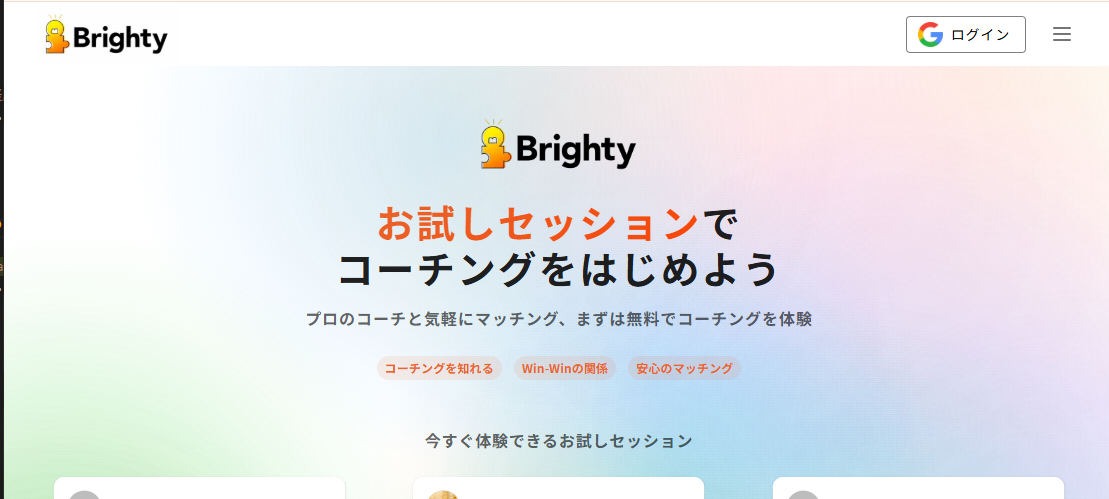 Brighty
ログイン
Brighty
お試しセッションで
コーチングをはじめよう
プロのコーチと気軽にマッチング、まずは無料でコーチングを体験
コーチングを知れる
Win-Winの関係
安心のマッチング
今すぐ体験できるお試しセッション